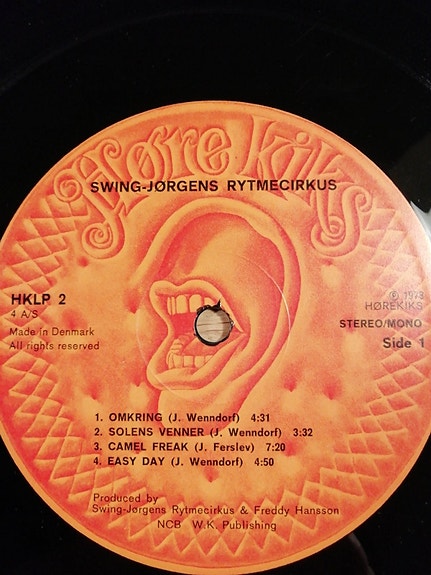 Høre Kiks
SWING-JØRGENS RYTMECIRKUS
HKLP 2
4 A/S
Made in Denmark
All rights reserved
℗ 1978
HØREKIKS
STEREO/MONO
Side 1
1. OMKRING (J. Wenndorf) 4:31
2. SOLENS VENNER (J. Wenndorf) 3:32
3. CAMEL FREAK (J. Ferslev) 7:20
4. EASY DAY (J. Wenndorf) 4:50
Produced by
Swing-Jørgens Rytmecirkus & Freddy Hansson
NCB W.K. Publishing